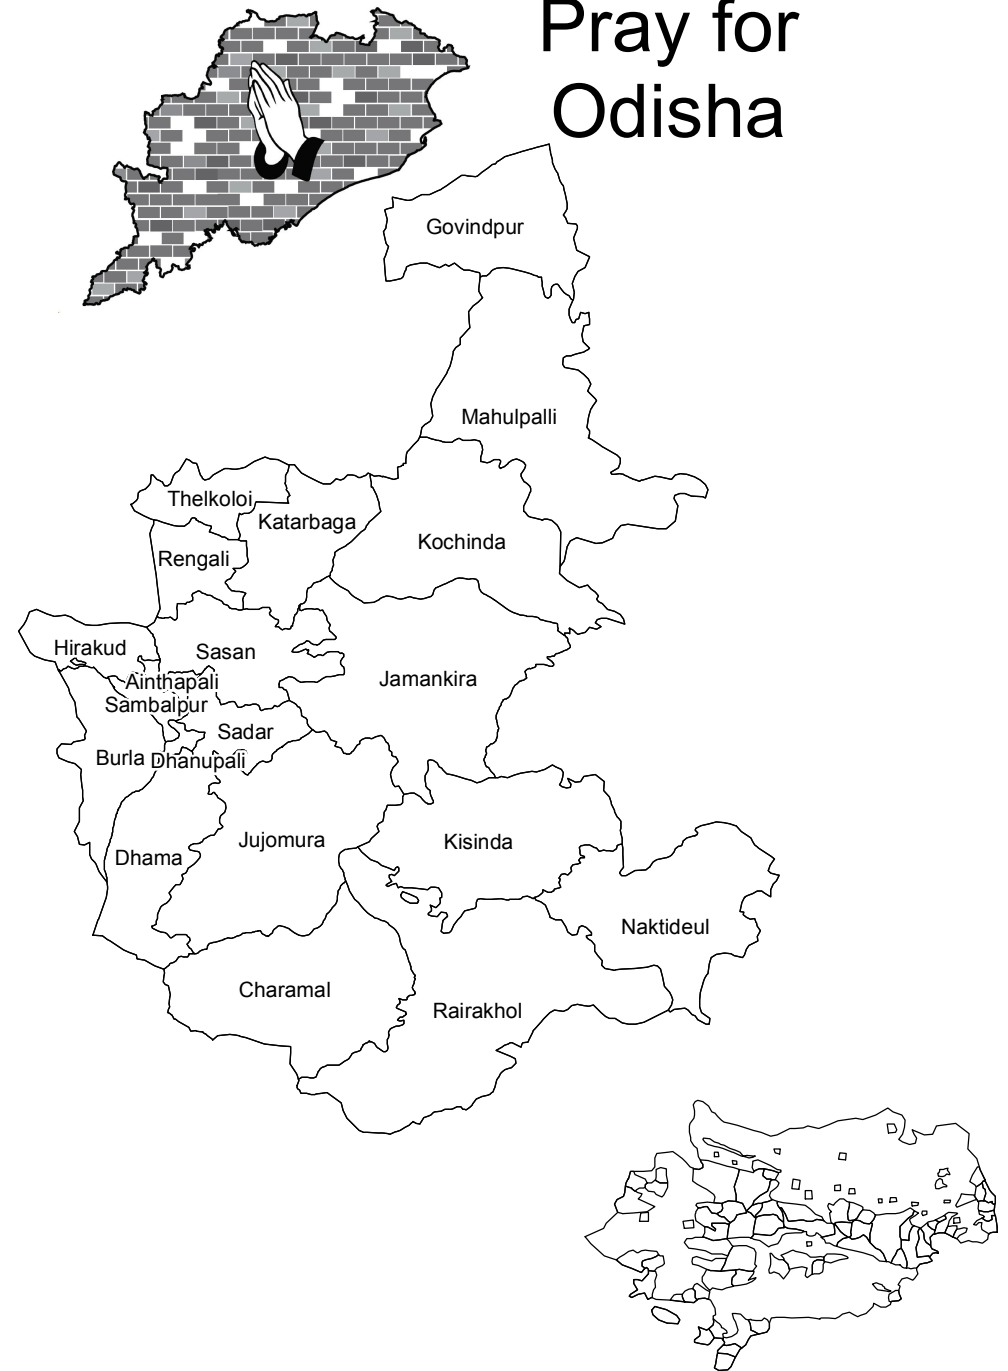 Pray for
Odisha
Govindpur
Mahulpalli
Thelkoloi
Katarbaga
Kochinda
Rengali
Hirakud
Sasan
Ainthapali
Jamankira
Sambalpur
Sadar
Burla
Dhanupali
Jujomura
Kisinda
Dhama
Naktideul
Charamal
Rairakhol